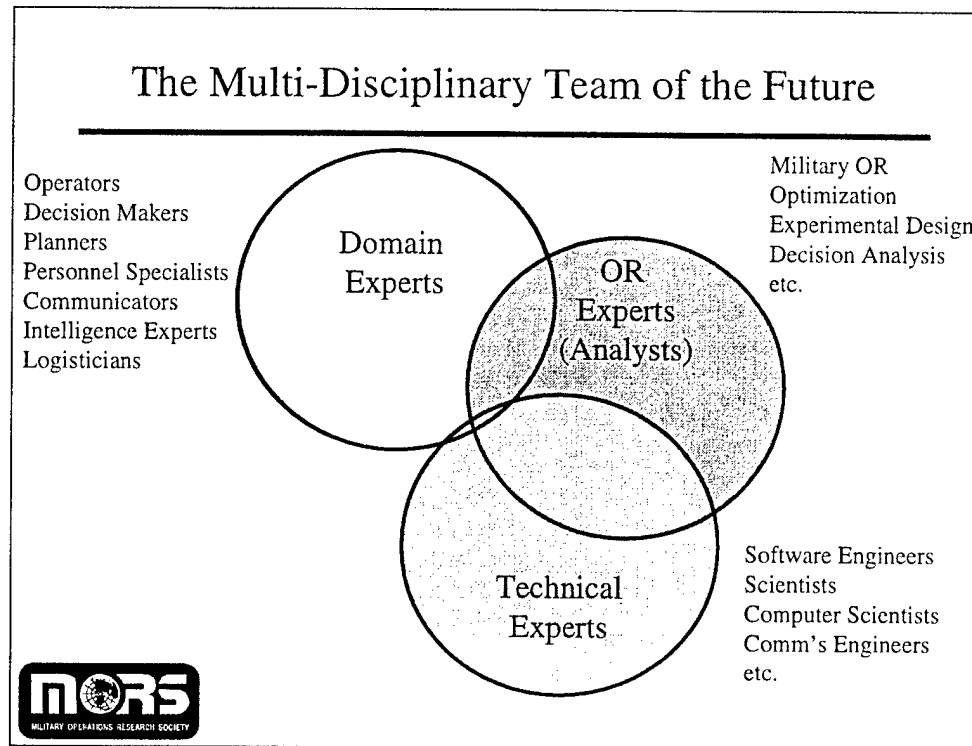 The Multi-Disciplinary Team of the Future
Operators
Decision Makers
Planners
Personnel Specialists
Communicators
Intelligence Experts
Logisticians
Domain
Experts
OR
Experts
(Analysts)
Military OR
Optimization
Experimental Design
Decision Analysis
etc.
Technical
Experts
Software Engineers
Scientists
Computer Scientists
Comm's Engineers
etc.
MORS
MILITARY OPERATIONS RESEARCH SOCIETY